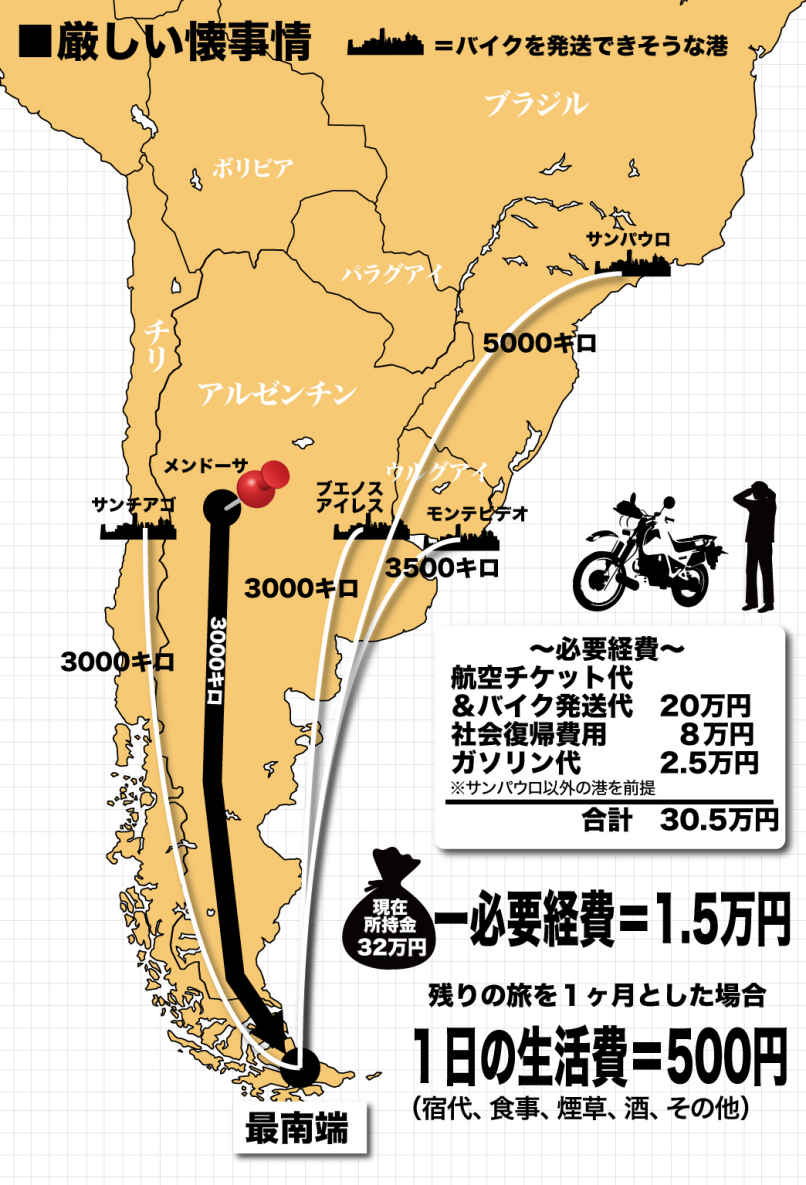 ■厳しい懐事情
＝バイクを発送できそうな港
ブラジル
ボリビア
サンパウロ
パラグアイ
チリ
5000キロ
アルゼンチン
メンドーサ
ウルグアイ
サンチアゴ
ブエノス
アイレス
モンテビデオ
3500キロ
3000キロ
3000キロ
3000キロ
〜必要経費〜
航空チケット代
＆バイク発送代 20万円
社会復帰費用 8万円
ガソリン代 2.5万円
※サンパウロ以外の港を前提
合計 30.5万円
現在
所持金
32万円
ー必要経費＝1.5万円
残りの旅を１ヶ月とした場合
1日の生活費＝500円
（宿代、食事、煙草、酒、その他）
最南端